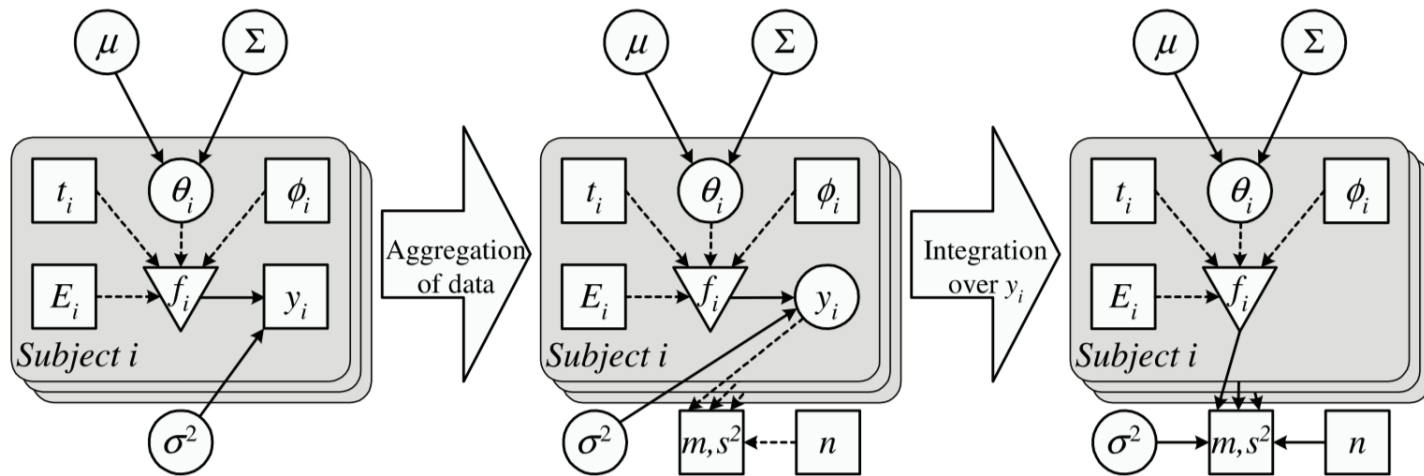 μ Σ
t_i θ_i ϕ_i
E_i f_i y_i
Subject i
σ²
Aggregation
of data
μ Σ
t_i θ_i ϕ_i
E_i f_i y_i
Subject i
σ² m,s² n
Integration
over y_i
μ Σ
t_i θ_i ϕ_i
E_i f_i
Subject i
σ² m,s² n